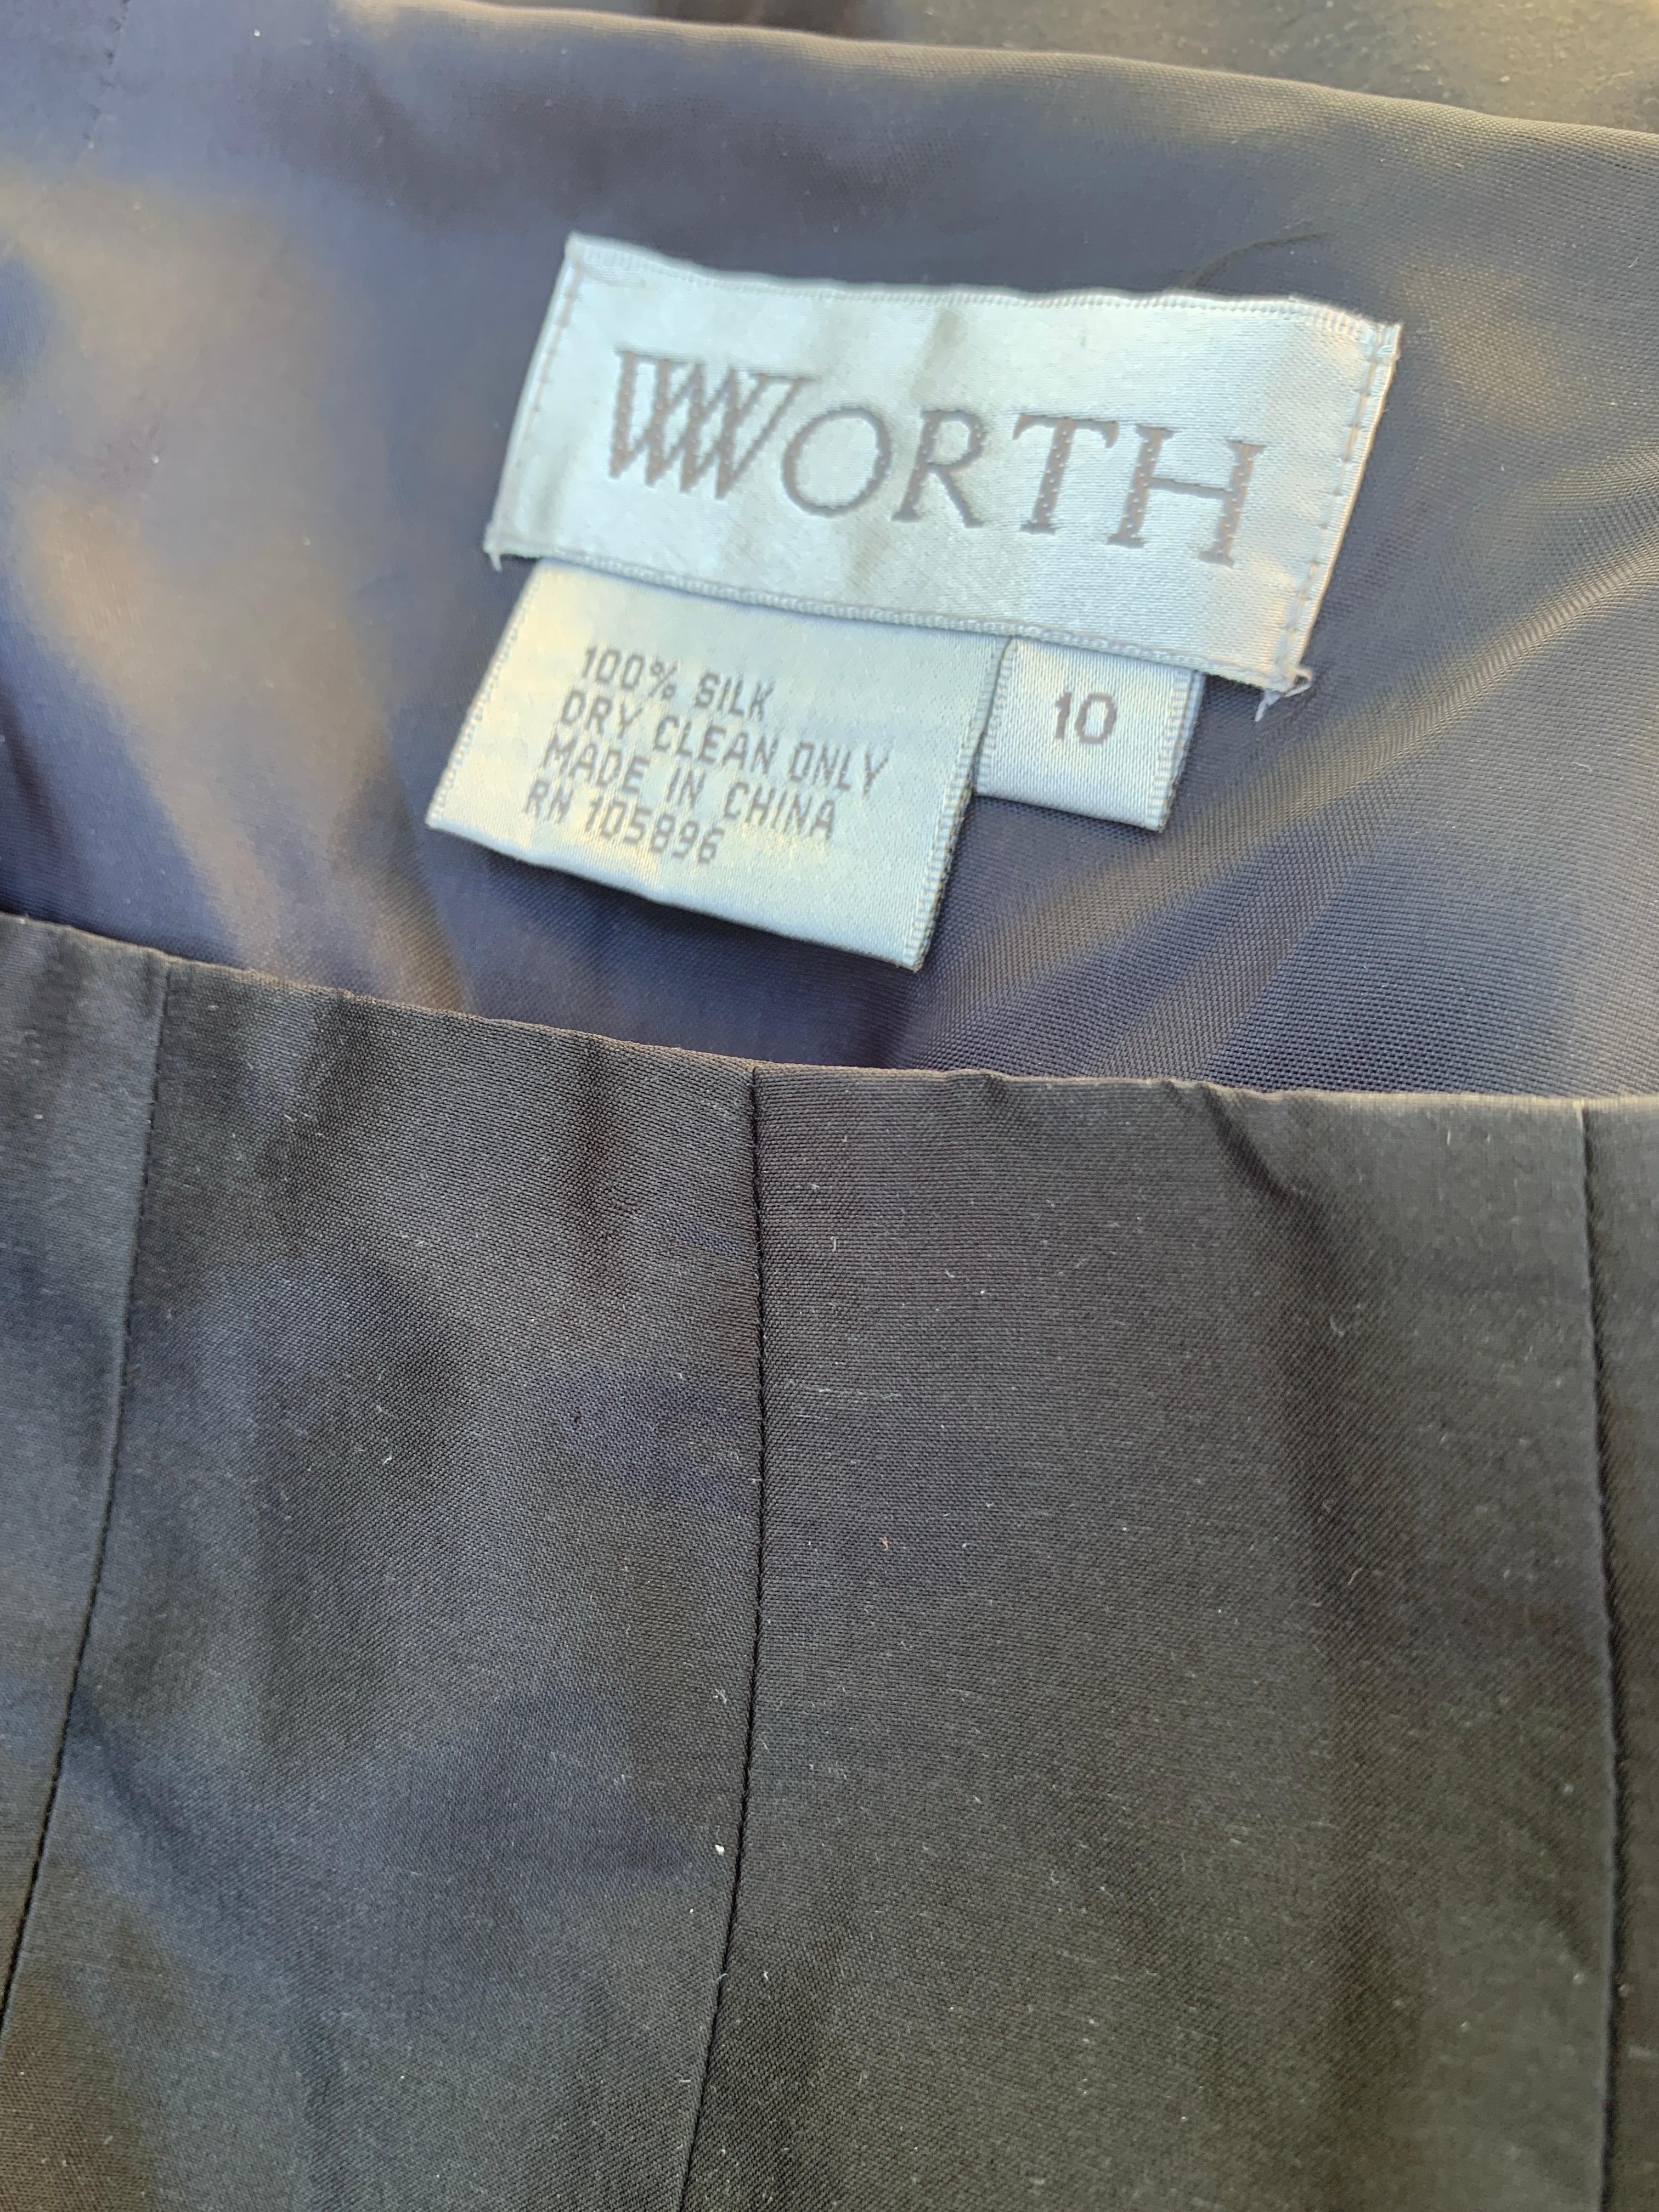 WORTH
100% SILK
DRY CLEAN ONLY
MADE IN CHINA
RN 105896
10